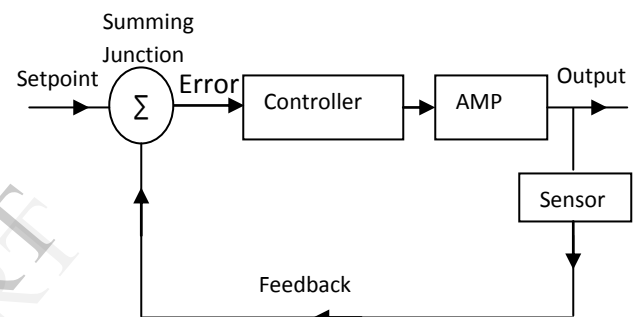 Summing
Junction
Setpoint
Error
Output
Σ
Controller
AMP
Sensor
Feedback